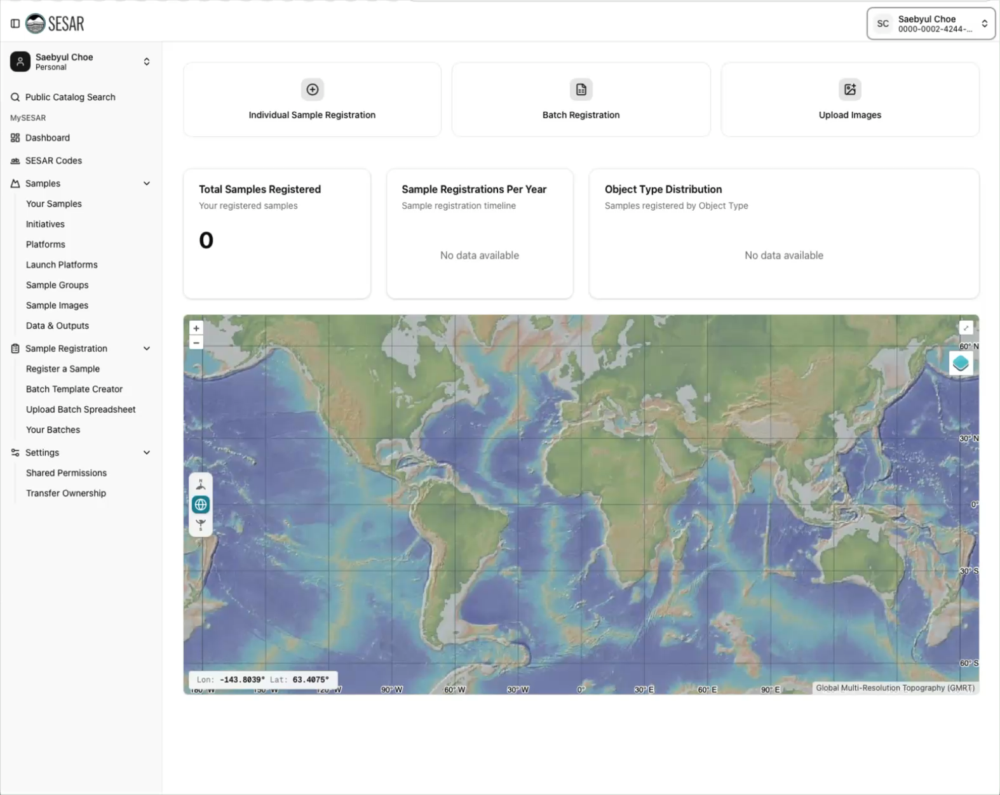 SESAR
SC
Saebyul Choe
0000-0002-4244-...
Saebyul Choe
Personal
Public Catalog Search
MySESAR
Dashboard
SESAR Codes
Samples
Your Samples
Initiatives
Platforms
Launch Platforms
Sample Groups
Sample Images
Data & Outputs
Sample Registration
Register a Sample
Batch Template Creator
Upload Batch Spreadsheet
Your Batches
Settings
Shared Permissions
Transfer Ownership
Individual Sample Registration
Batch Registration
Upload Images
Total Samples Registered
Your registered samples
0
Sample Registrations Per Year
Sample registration timeline
No data available
Object Type Distribution
Samples registered by Object Type
No data available
+
−
60° N
30° N
0°
30° S
60° S
N
S
Lon: -143.8039° Lat: 63.4075°
180° W 150° W 120° W 90° W 60° W 30° W 0° 30° E 60° E 90° E
Global Multi-Resolution Topography (GMRT)